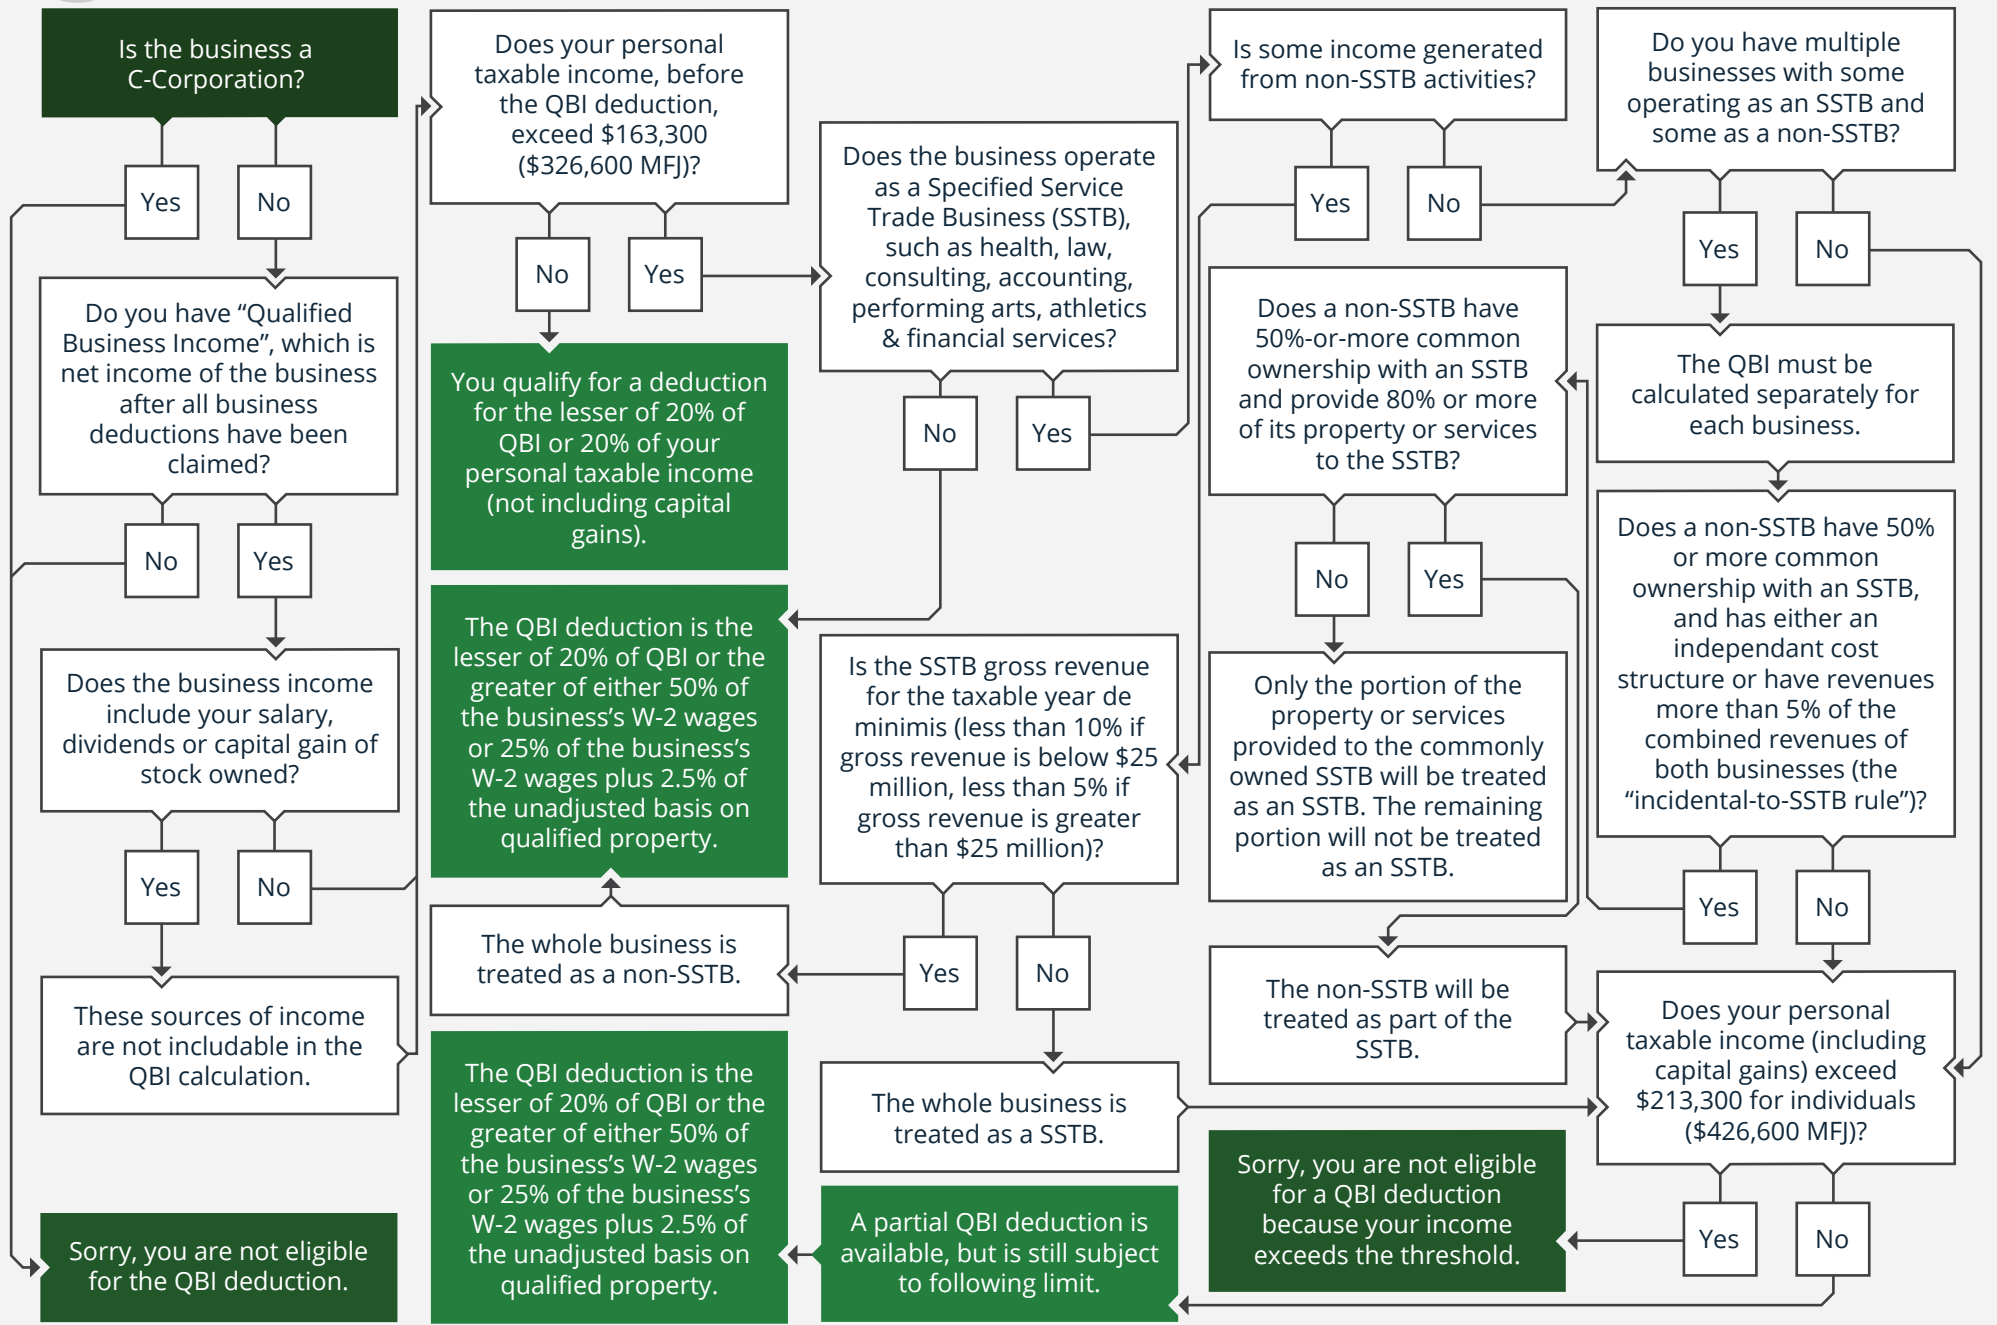 Is the business a
C-Corporation?
Yes
No
Do you have “Qualified
Business Income”, which is
net income of the business
after all business
deductions have been
claimed?
No
Yes
Does the business income
include your salary,
dividends or capital gain of
stock owned?
Yes
No
These sources of income
are not includable in the
QBI calculation.
Sorry, you are not eligible
for the QBI deduction.
Does your personal
taxable income, before
the QBI deduction,
exceed $163,300
($326,600 MFJ)?
No
Yes
You qualify for a deduction
for the lesser of 20% of
QBI or 20% of your
personal taxable income
(not including capital
gains).
The QBI deduction is the
lesser of 20% of QBI or the
greater of either 50% of
the business’s W-2 wages
or 25% of the business’s
W-2 wages plus 2.5% of
the unadjusted basis on
qualified property.
The whole business is
treated as a non-SSTB.
The QBI deduction is the
lesser of 20% of QBI or the
greater of either 50% of
the business’s W-2 wages
or 25% of the business’s
W-2 wages plus 2.5% of
the unadjusted basis on
qualified property.
Does the business operate
as a Specified Service
Trade Business (SSTB),
such as health, law,
consulting, accounting,
performing arts, athletics
& financial services?
No
Yes
Is the SSTB gross revenue
for the taxable year de
minimis (less than 10% if
gross revenue is below $25
million, less than 5% if
gross revenue is greater
than $25 million)?
Yes
No
The whole business is
treated as a SSTB.
A partial QBI deduction is
available, but is still subject
to following limit.
Is some income generated
from non-SSTB activities?
Yes
No
Does a non-SSTB have
50%-or-more common
ownership with an SSTB
and provide 80% or more
of its property or services
to the SSTB?
No
Yes
Only the portion of the
property or services
provided to the commonly
owned SSTB will be treated
as an SSTB. The remaining
portion will not be treated
as an SSTB.
The non-SSTB will be
treated as part of the
SSTB.
Sorry, you are not eligible
for a QBI deduction
because your income
exceeds the threshold.
Do you have multiple
businesses with some
operating as an SSTB and
some as a non-SSTB?
Yes
No
The QBI must be
calculated separately for
each business.
Does a non-SSTB have 50%
or more common
ownership with an SSTB,
and has either an
independant cost
structure or have revenues
more than 5% of the
combined revenues of
both businesses (the
“incidental-to-SSTB rule”)?
Yes
No
Does your personal
taxable income (including
capital gains) exceed
$213,300 for individuals
($426,600 MFJ)?
Yes
No